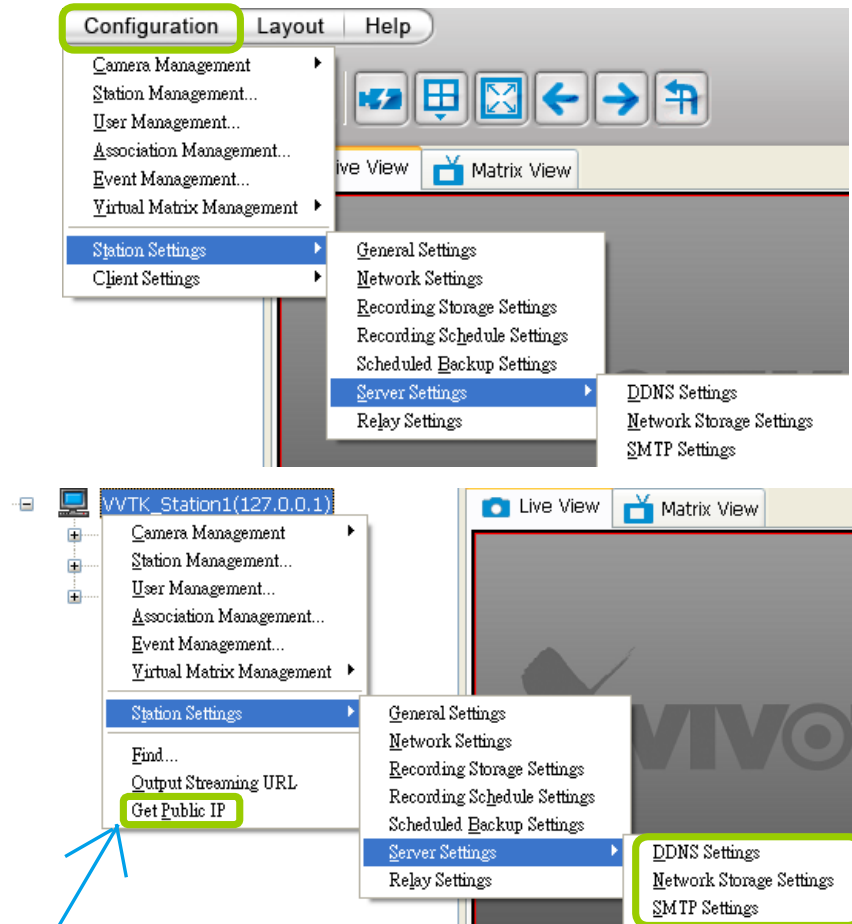 Configuration Layout Help
Camera Management
Station Management...
User Management...
Association Management...
Event Management...
Virtual Matrix Management
Station Settings
Client Settings
ive View Matrix View
General Settings
Network Settings
Recording Storage Settings
Recording Schedule Settings
Scheduled Backup Settings
Server Settings
Relay Settings
DDNS Settings
Network Storage Settings
SMTP Settings
VVTK_Station1(127.0.0.1)
Live View Matrix View
Camera Management
Station Management...
User Management...
Association Management...
Event Management...
Virtual Matrix Management
Station Settings
Find...
Output Streaming URL
Get Public IP
General Settings
Network Settings
Recording Storage Settings
Recording Schedule Settings
Scheduled Backup Settings
Server Settings
Relay Settings
DDNS Settings
Network Storage Settings
SMTP Settings
VIVO